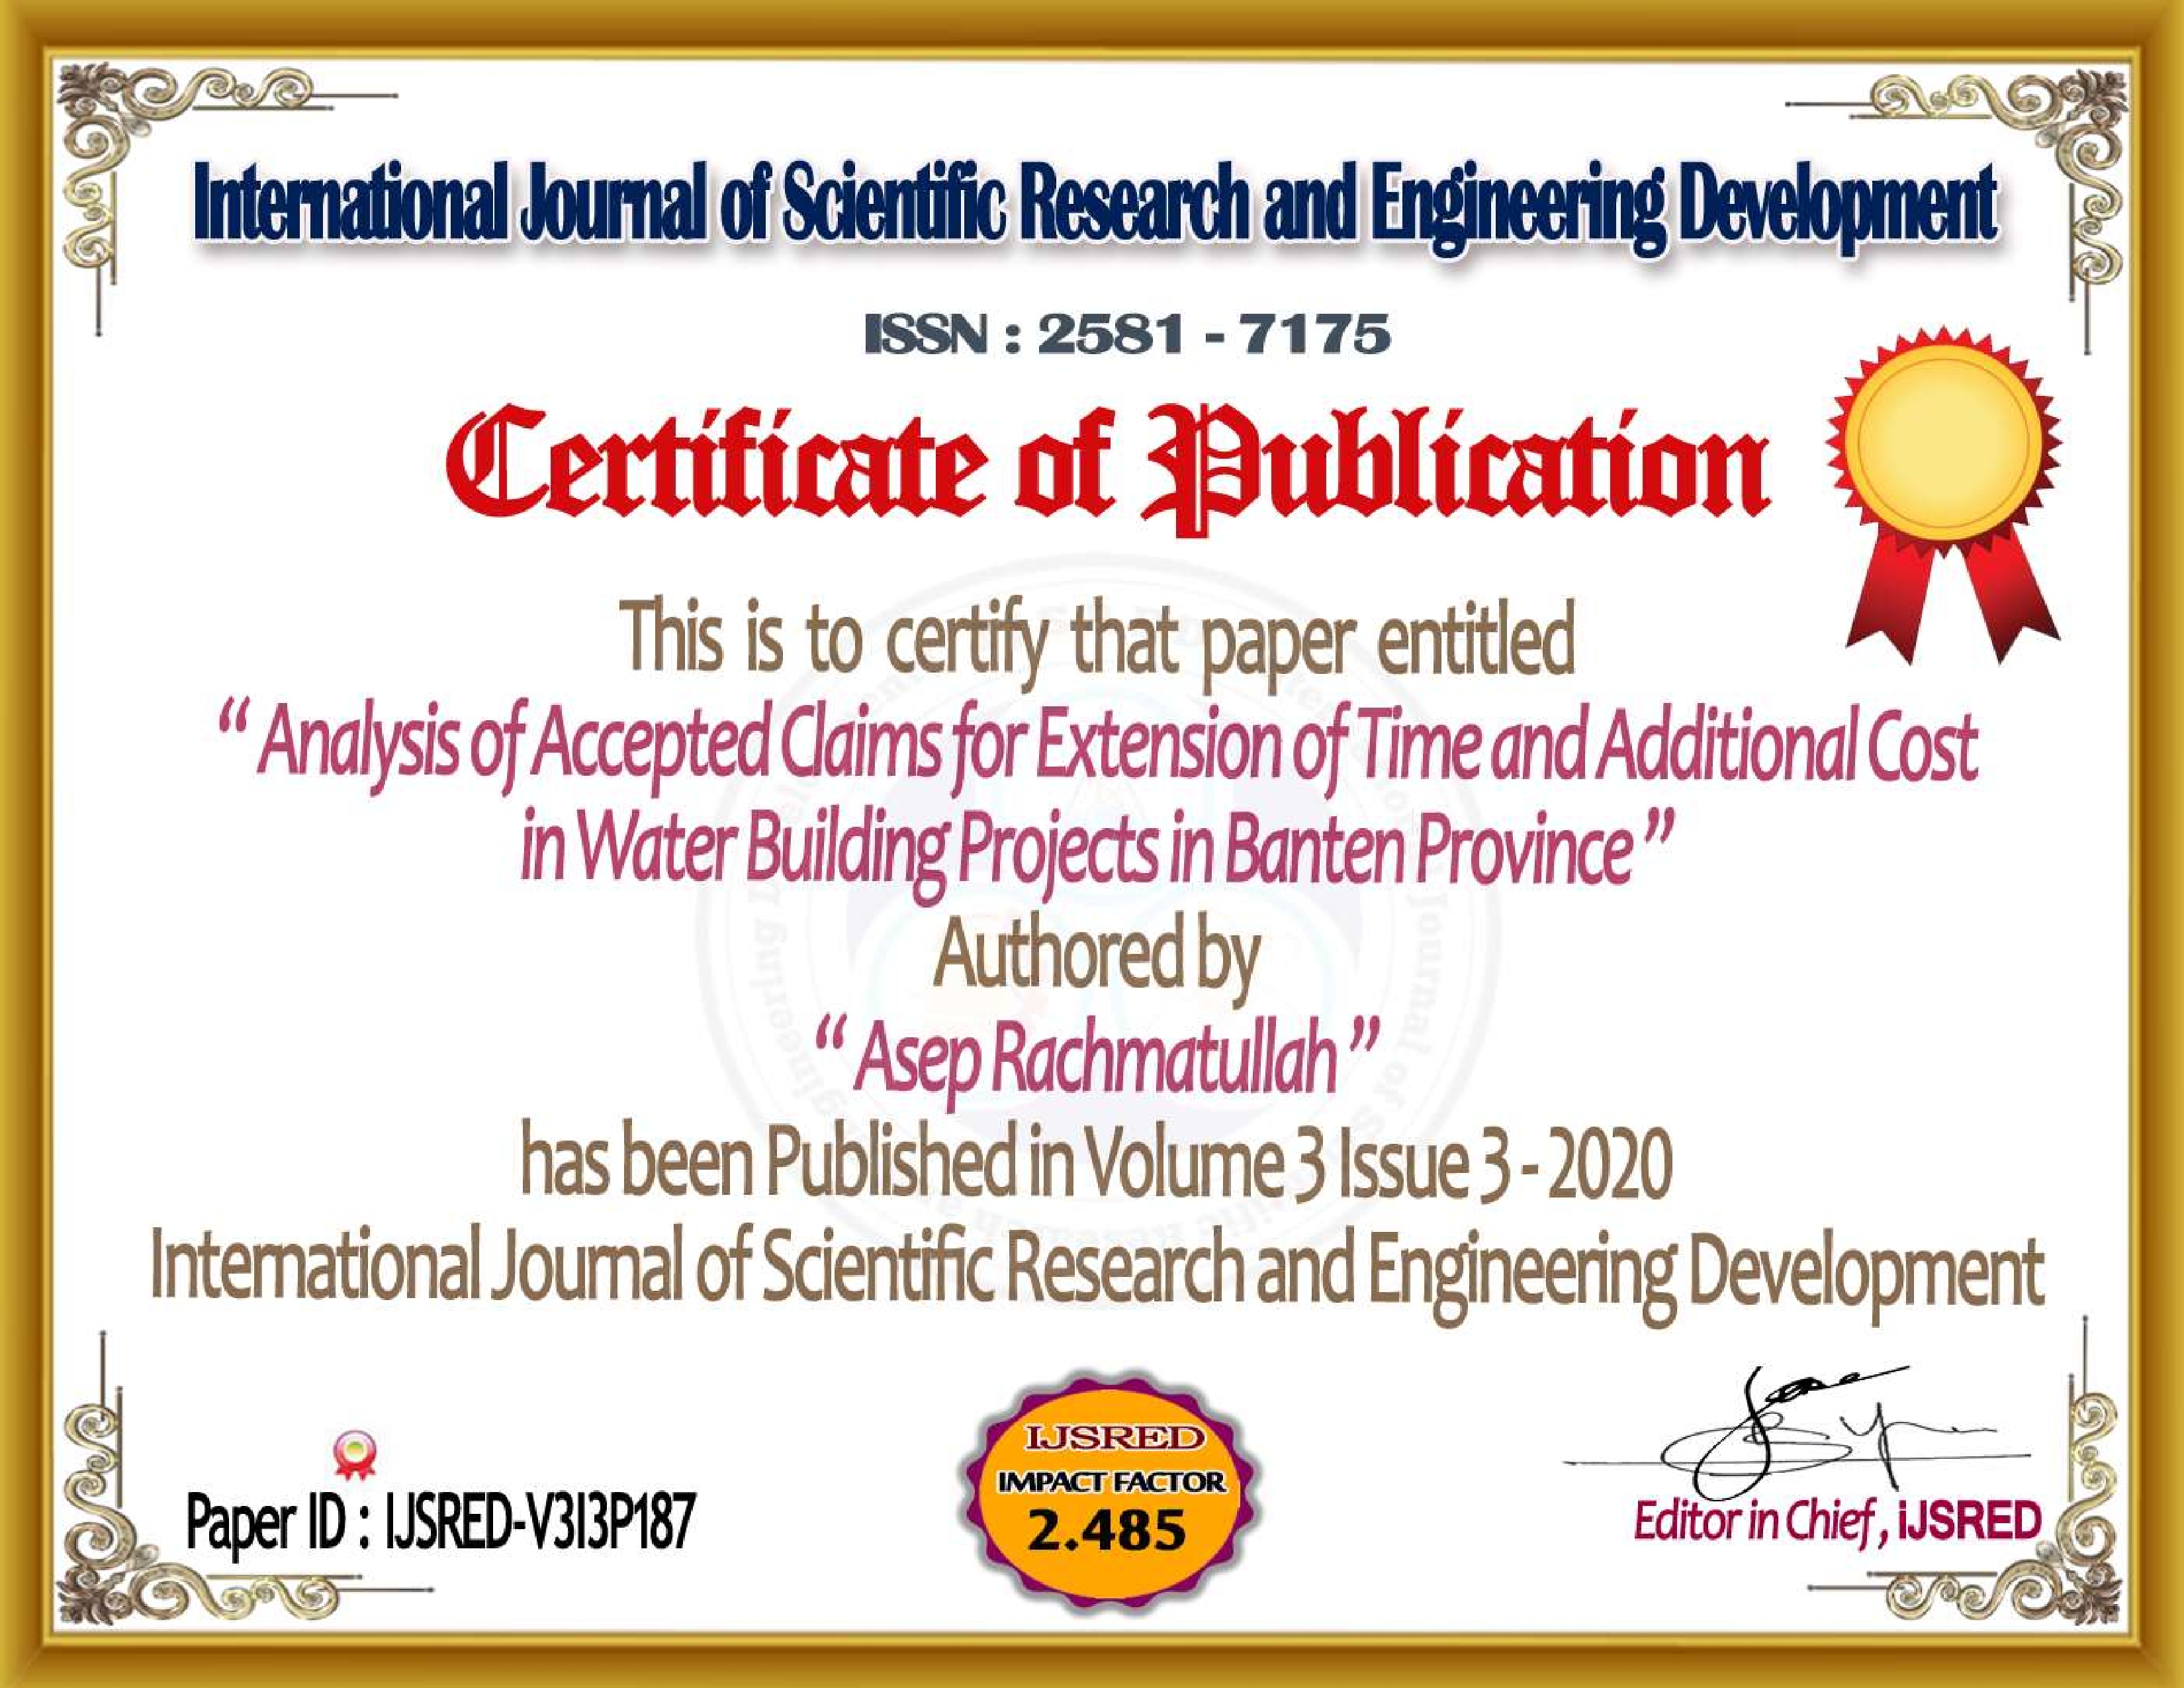 International Journal of Scientific Research and Engineering Development
ISSN : 2581 - 7175
Certificate of Publication
This is to certify that paper entitled
“ Analysis of Accepted Claims for Extension of Time and Additional Cost
in Water Building Projects in Banten Province ”
Authored by
“ Asep Rachmatullah ”
has been Published in Volume 3 Issue 3 - 2020
International Journal of Scientific Research and Engineering Development
Paper ID : IJSRED-V3I3P187
IJSRED
IMPACT FACTOR
2.485
Editor in Chief , iJSRED